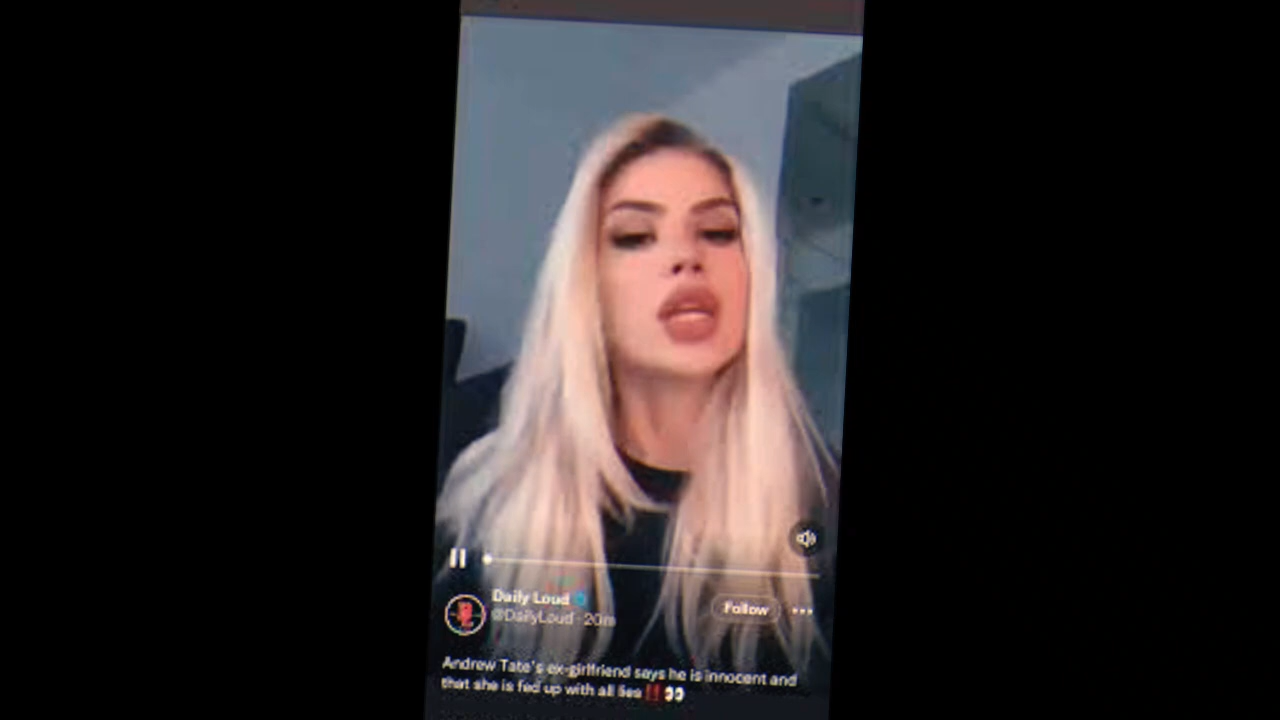 Daily Loud
@DailyLoud · 20m
Follow
Andrew Tate's ex-girlfriend says he is innocent and
that she is fed up with all lies ‼️👀